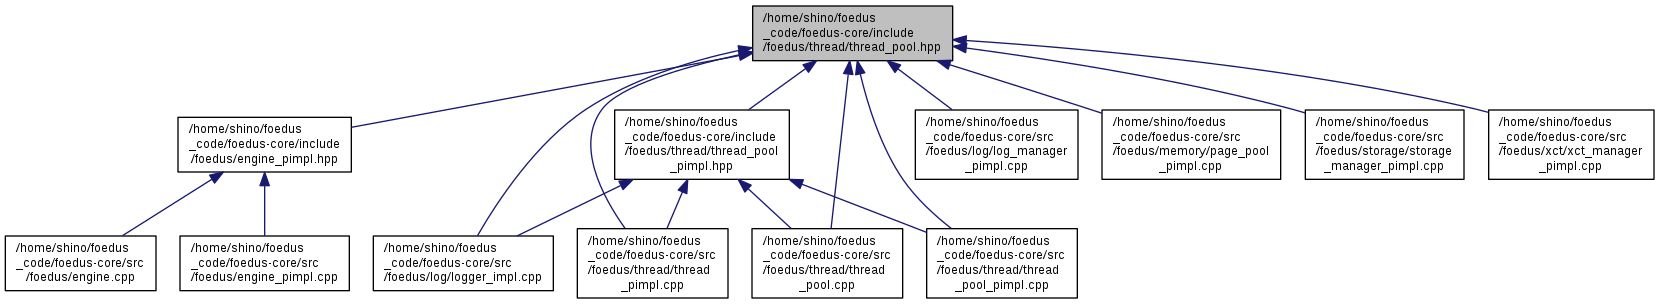 /home/shino/foedus
_code/foedus-core/include
/foedus/thread/thread_pool.hpp
/home/shino/foedus
_code/foedus-core/include
/foedus/engine_pimpl.hpp
/home/shino/foedus
_code/foedus-core/include
/foedus/thread/thread_pool
_pimpl.hpp
/home/shino/foedus
_code/foedus-core/src
/foedus/log/log_manager
_pimpl.cpp
/home/shino/foedus
_code/foedus-core/src
/foedus/memory/page_pool
_pimpl.cpp
/home/shino/foedus
_code/foedus-core/src
/foedus/storage/storage
_manager_pimpl.cpp
/home/shino/foedus
_code/foedus-core/src
/foedus/xct/xct_manager
_pimpl.cpp
/home/shino/foedus
_code/foedus-core/src
/foedus/engine.cpp
/home/shino/foedus
_code/foedus-core/src
/foedus/engine_pimpl.cpp
/home/shino/foedus
_code/foedus-core/src
/foedus/log/logger_impl.cpp
/home/shino/foedus
_code/foedus-core/src
/foedus/thread/thread
_pimpl.cpp
/home/shino/foedus
_code/foedus-core/src
/foedus/thread/thread
_pool.cpp
/home/shino/foedus
_code/foedus-core/src
/foedus/thread/thread
_pool_pimpl.cpp